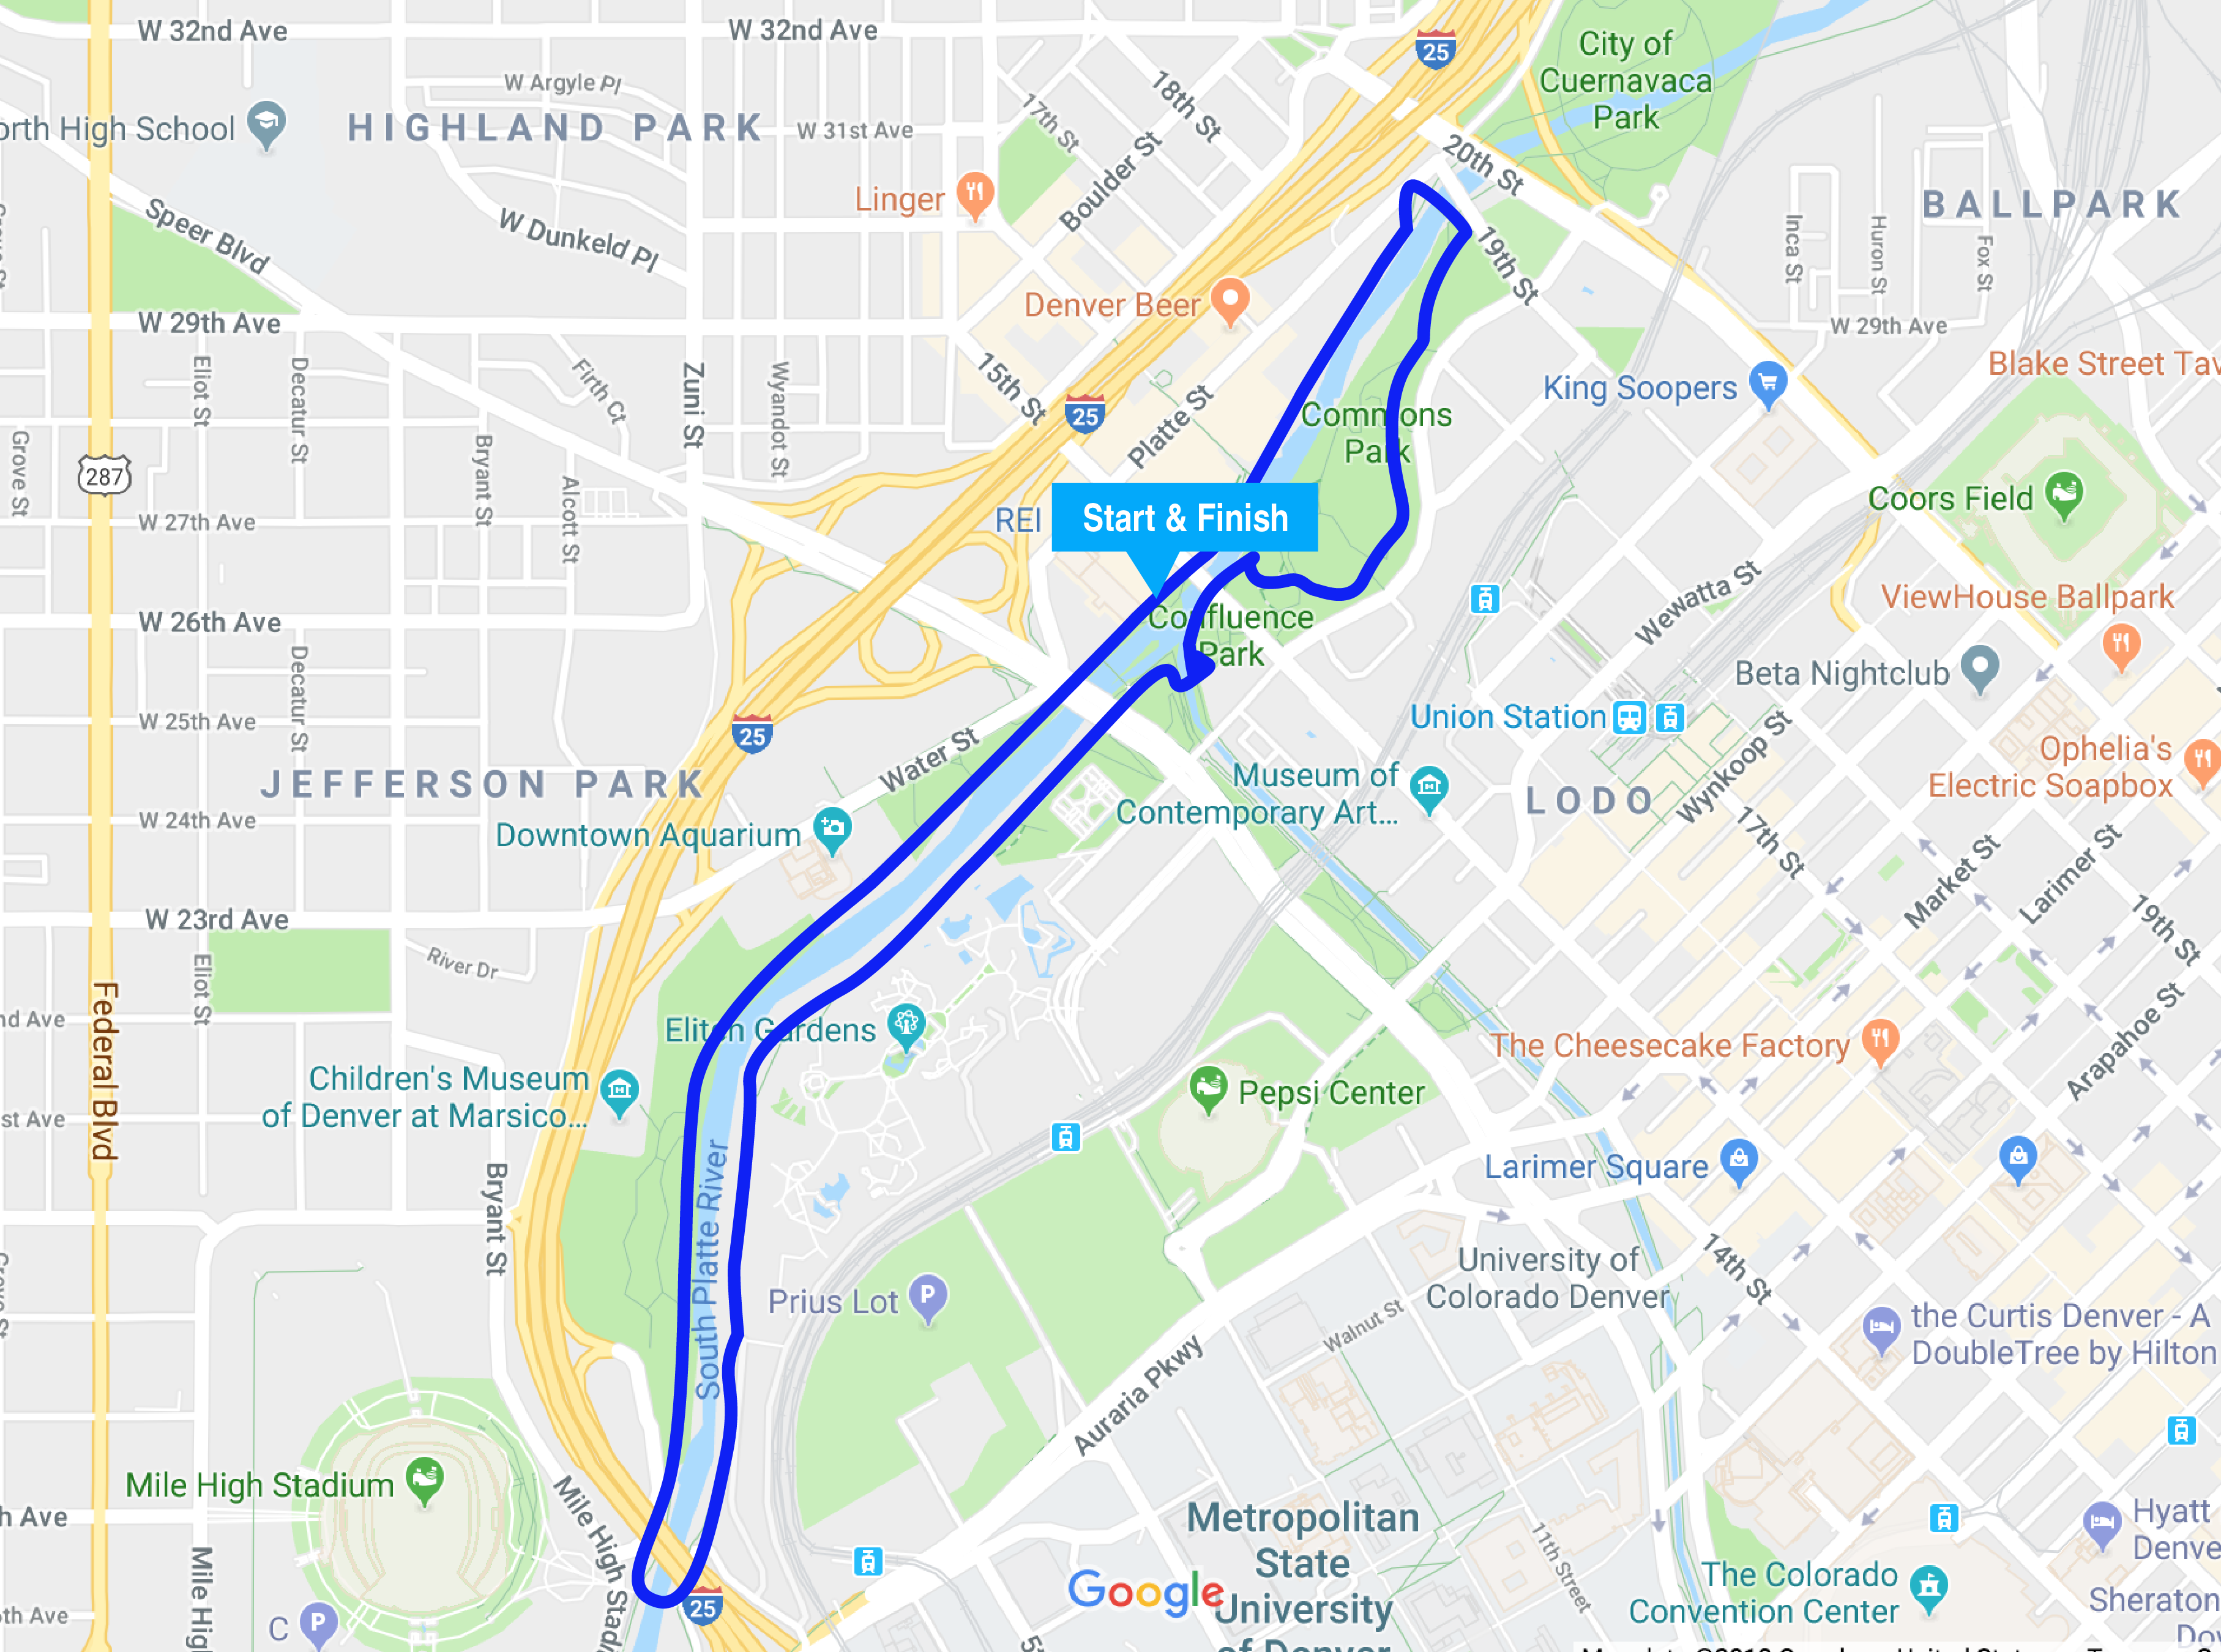 W 32nd Ave
W 32nd Ave
25
City of
Cuernavaca
Park
W Argyle Pl
17th St
18th St
orth High School
HIGHLAND PARK
W 31st Ave
Boulder St
20th St
Linger
Speer Blvd
W Dunkeld Pl
BALLPARK
19th St
Inca St
Huron St
Fox St
Denver Beer
W 29th Ave
W 29th Ave
Eliot St
Decatur St
Firth Ct
Zuni St
Wyandot St
15th St
25
Platte St
Commons
Park
King Soopers
Blake Street Tav
Grove St
287
Bryant St
Alcott St
W 27th Ave
REI
Start & Finish
Coors Field
W 26th Ave
Confluence
Park
Wewatta St
ViewHouse Ballpark
Decatur St
Beta Nightclub
W 25th Ave
25
Union Station
Water St
Wynkoop St
Ophelia's
Electric Soapbox
JEFFERSON PARK
Museum of
Contemporary Art...
LODO
W 24th Ave
Downtown Aquarium
17th St
Market St
Larimer St
W 23rd Ave
River Dr
Eliot St
19th St
Federal Blvd
nd Ave
Elitch Gardens
The Cheesecake Factory
Arapahoe St
Children's Museum
of Denver at Marsico...
Pepsi Center
st Ave
South Platte River
Bryant St
Larimer Square
University of
Colorado Denver
14th St
Prius Lot
Walnut St
the Curtis Denver - A
DoubleTree by Hilton
Auraria Pkwy
Mile High Stadium
h Ave
Mile High Stad
Metropolitan
State
University
of Denver
11th Street
Hyatt
Denve
Mile Hig
Google
The Colorado
Convention Center
25
th Ave
C
Sheraton
Do